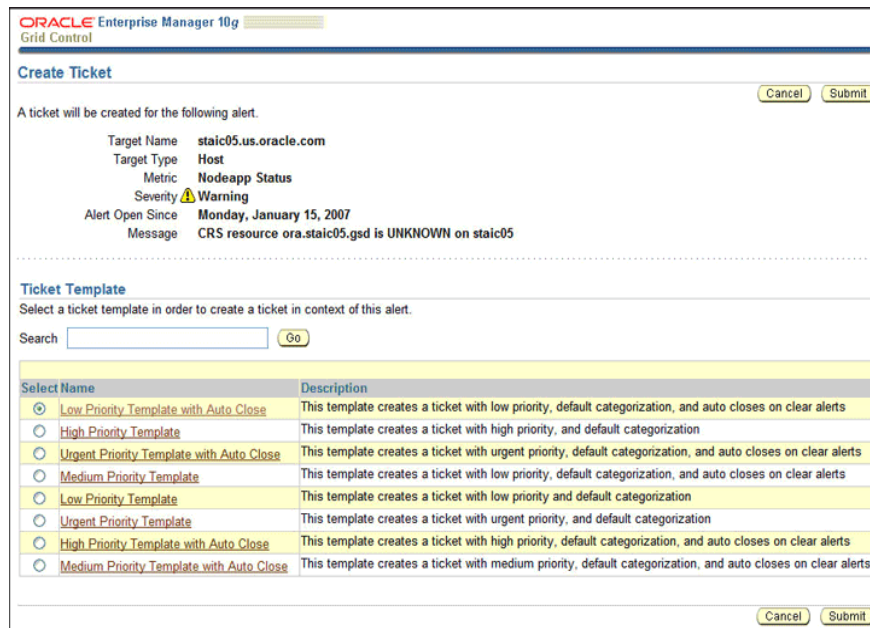 ORACLE Enterprise Manager 10g
Grid Control
Create Ticket
Cancel Submit
A ticket will be created for the following alert.
Target Name staic05.us.oracle.com
Target Type Host
Metric Nodeapp Status
Severity Warning
Alert Open Since Monday, January 15, 2007
Message CRS resource ora.staic05.gsd is UNKNOWN on staic05
Ticket Template
Select a ticket template in order to create a ticket in context of this alert.
Search Go
Select Name Description
Low Priority Template with Auto Close This template creates a ticket with low priority, default categorization, and auto closes on clear alerts
High Priority Template This template creates a ticket with high priority, and default categorization
Urgent Priority Template with Auto Close This template creates a ticket with urgent priority, default categorization, and auto closes on clear alerts
Medium Priority Template This template creates a ticket with low priority, default categorization, and auto closes on clear alerts
Low Priority Template This template creates a ticket with low priority and default categorization
Urgent Priority Template This template creates a ticket with urgent priority, and default categorization
High Priority Template with Auto Close This template creates a ticket with high priority, default categorization, and auto closes on clear alerts
Medium Priority Template with Auto Close This template creates a ticket with medium priority, default categorization, and auto closes on clear alerts
Cancel Submit